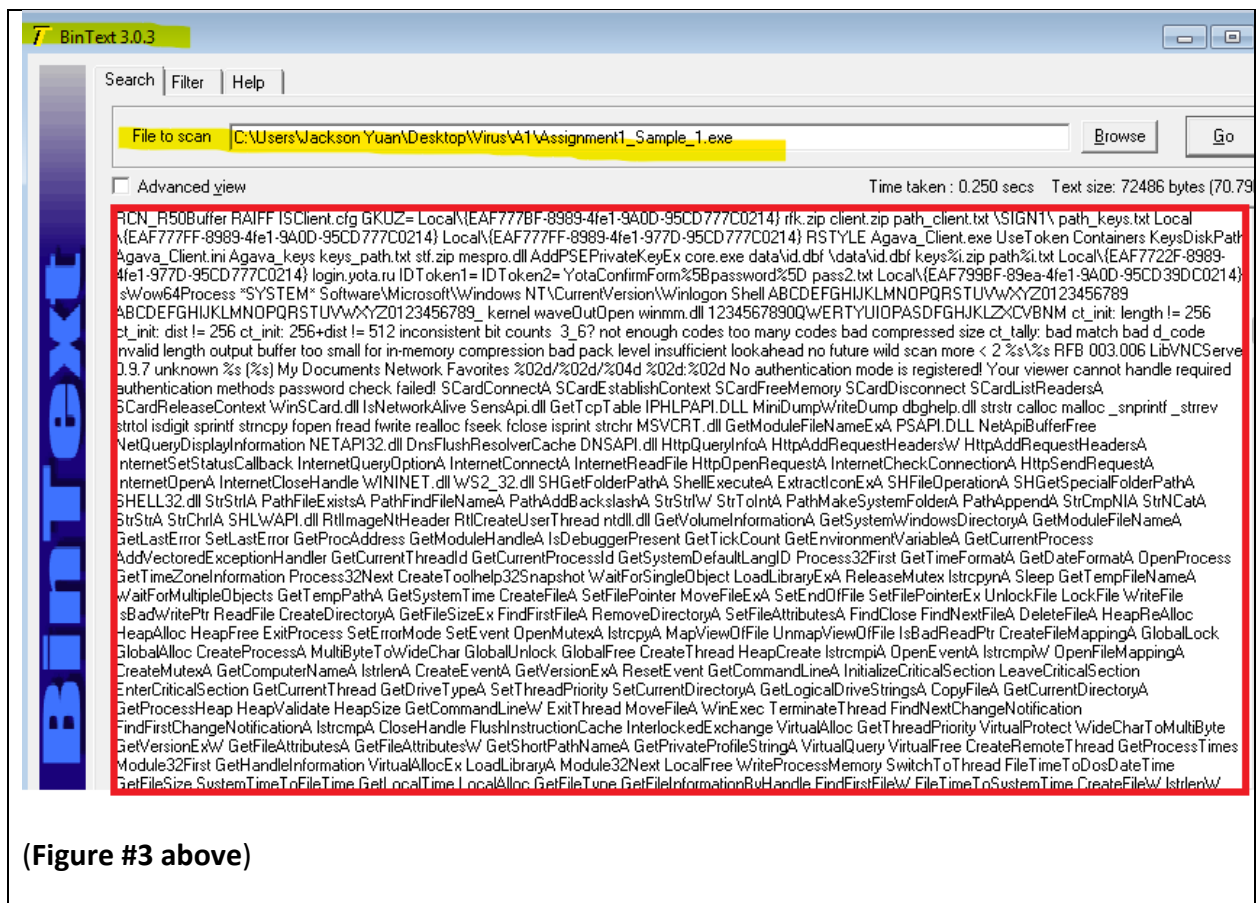 BinText 3.0.3
Search Filter Help
File to scan C:\Users\Jackson Yuan\Desktop\Virus\A1\Assignment1_Sample_1.exe Browse Go
Advanced view Time taken : 0.250 secs Text size: 72486 bytes (70.79
RCN_R50Buffer RAIFF ISClient.cfg GKUZ= Local\{EAF777BF-8989-4fe1-9A0D-95CD777C0214} rfk.zip client.zip path_client.txt \SIGN1\ path_keys.txt Local
\{EAF777FF-8989-4fe1-9A0D-95CD777C0214} Local\{EAF777FF-8989-4fe1-9A0D-95CD777C0214} RSTYLE Agava_Client.exe UseToken Containers KeysDiskPath
Agava_Client.ini Agava_keys keys_path.txt stf.zip mespro.dll AddPSEPrivateKeyEx core.exe data\id.dbf \data\id.dbf keys%i.zip path%i.txt Local\{EAF7722F-8989-
4fe1-977D-95CD777C0214} login.yota.ru IDToken1= IDToken2= YotaConfirmForm%5Bpassword%5D pass2.txt Local\{EAF799BF-89ea-4fe1-9A0D-95CD39DC0214}
IsWow64Process *SYSTEM* Software\Microsoft\Windows NT\CurrentVersion\Winlogon Shell ABCDEFGHIJKLMNOPQRSTUVWXYZ0123456789
ABCDEFGHIJKLMNOPQRSTUVWXYZ0123456789_ kernel waveOutOpen winmm.dll 1234567890QWERTYUIOPASDFGHJKLZXCVBNM ct_init: length != 256
ct_init: dist != 256 ct_init: 256+dist != 512 inconsistent bit counts 3_6? not enough codes too many codes bad compressed size ct_tally: bad match bad d_code
invalid length output buffer too small for in-memory compression bad pack level insufficient lookahead no future wild scan more < 2 %s\%s RFB 003.006 LibVNCServer
0.9.7 unknown %s (%s) My Documents Network Favorites %02d/%02d/%04d %02d:%02d No authentication mode is registered! Your viewer cannot handle required
authentication methods password check failed! SCardConnectA SCardEstablishContext SCardFreeMemory SCardDisconnect SCardListReadersA
SCardReleaseContext WinSCard.dll IsNetworkAlive SensApi.dll GetTcpTable IPHLPAPI.DLL MiniDumpWriteDump dbghelp.dll strstr calloc malloc _snprintf _strrev
strtol isdigit sprintf strncpy fopen fread fwrite realloc fseek fclose isprint strchr MSVCRT.dll GetModuleFileNameExA PSAPI.DLL NetApiBufferFree
NetQueryDisplayInformation NETAPI32.dll DnsFlushResolverCache DNSAPI.dll HttpQueryInfoA HttpAddRequestHeadersW HttpAddRequestHeadersA
InternetSetStatusCallback InternetQueryOptionA InternetConnectA InternetReadFile HttpOpenRequestA InternetCheckConnectionA HttpSendRequestA
InternetOpenA InternetCloseHandle WININET.dll WS2_32.dll SHGetFolderPathA ShellExecuteA ExtractIconExA SHFileOperationA SHGetSpecialFolderPathA
SHELL32.dll StrStrIA PathFileExistsA PathFindFileNameA PathAddBackslashA StrStrIW StrToIntA PathMakeSystemFolderA PathAppendA StrCmpNIA StrNCatA
StrStrA StrChrIA SHLWAPI.dll RtlImageNtHeader RtlCreateUserThread ntdll.dll GetVolumeInformationA GetSystemWindowsDirectoryA GetModuleFileNameA
GetLastError SetLastError GetProcAddress GetModuleHandleA IsDebuggerPresent GetTickCount GetEnvironmentVariableA GetCurrentProcess
AddVectoredExceptionHandler GetCurrentThreadId GetCurrentProcessId GetSystemDefaultLangID Process32First GetTimeFormatA GetDateFormatA OpenProcess
GetTimeZoneInformation Process32Next CreateToolhelp32Snapshot WaitForSingleObject LoadLibraryExA ReleaseMutex lstrcpynA Sleep GetTempFileNameA
WaitForMultipleObjects GetTempPathA GetSystemTime CreateFileA SetFilePointer MoveFileExA SetEndOfFile SetFilePointerEx UnlockFile LockFile WriteFile
IsBadWritePtr ReadFile CreateDirectoryA GetFileSizeEx FindFirstFileA RemoveDirectoryA SetFileAttributesA FindClose FindNextFileA DeleteFileA HeapReAlloc
HeapAlloc HeapFree ExitProcess SetErrorMode SetEvent OpenMutexA lstrcpyA MapViewOfFile UnmapViewOfFile IsBadReadPtr CreateFileMappingA GlobalLock
GlobalAlloc CreateProcessA MultiByteToWideChar GlobalUnlock GlobalFree CreateThread HeapCreate lstrcmpiA OpenEventA lstrcmpiW OpenFileMappingA
CreateMutexA GetComputerNameA lstrlenA CreateEventA GetVersionExA ResetEvent GetCommandLineA InitializeCriticalSection LeaveCriticalSection
EnterCriticalSection GetCurrentThread GetDriveTypeA SetThreadPriority SetCurrentDirectoryA GetLogicalDriveStringsA CopyFileA GetCurrentDirectoryA
GetProcessHeap HeapValidate HeapSize GetCommandLineW ExitThread MoveFileA WinExec TerminateThread FindNextChangeNotification
FindFirstChangeNotificationA lstrcmpA CloseHandle FlushInstructionCache InterlockedExchange VirtualAlloc GetThreadPriority VirtualProtect WideCharToMultiByte
GetVersionExW GetFileAttributesA GetFileAttributesW GetShortPathNameA GetPrivateProfileStringA VirtualQuery VirtualFree CreateRemoteThread GetProcessTimes
Module32First GetHandleInformation VirtualAllocEx LoadLibraryA Module32Next LocalFree WriteProcessMemory SwitchToThread FileTimeToDosDateTime
GetFileSize SystemTimeToFileTime GetLocalTime LocalAlloc GetFileType GetFileInformationByHandle FindFirstFileW FileTimeToSystemTime CreateFileW lstrlenW
BinText
(Figure #3 above)